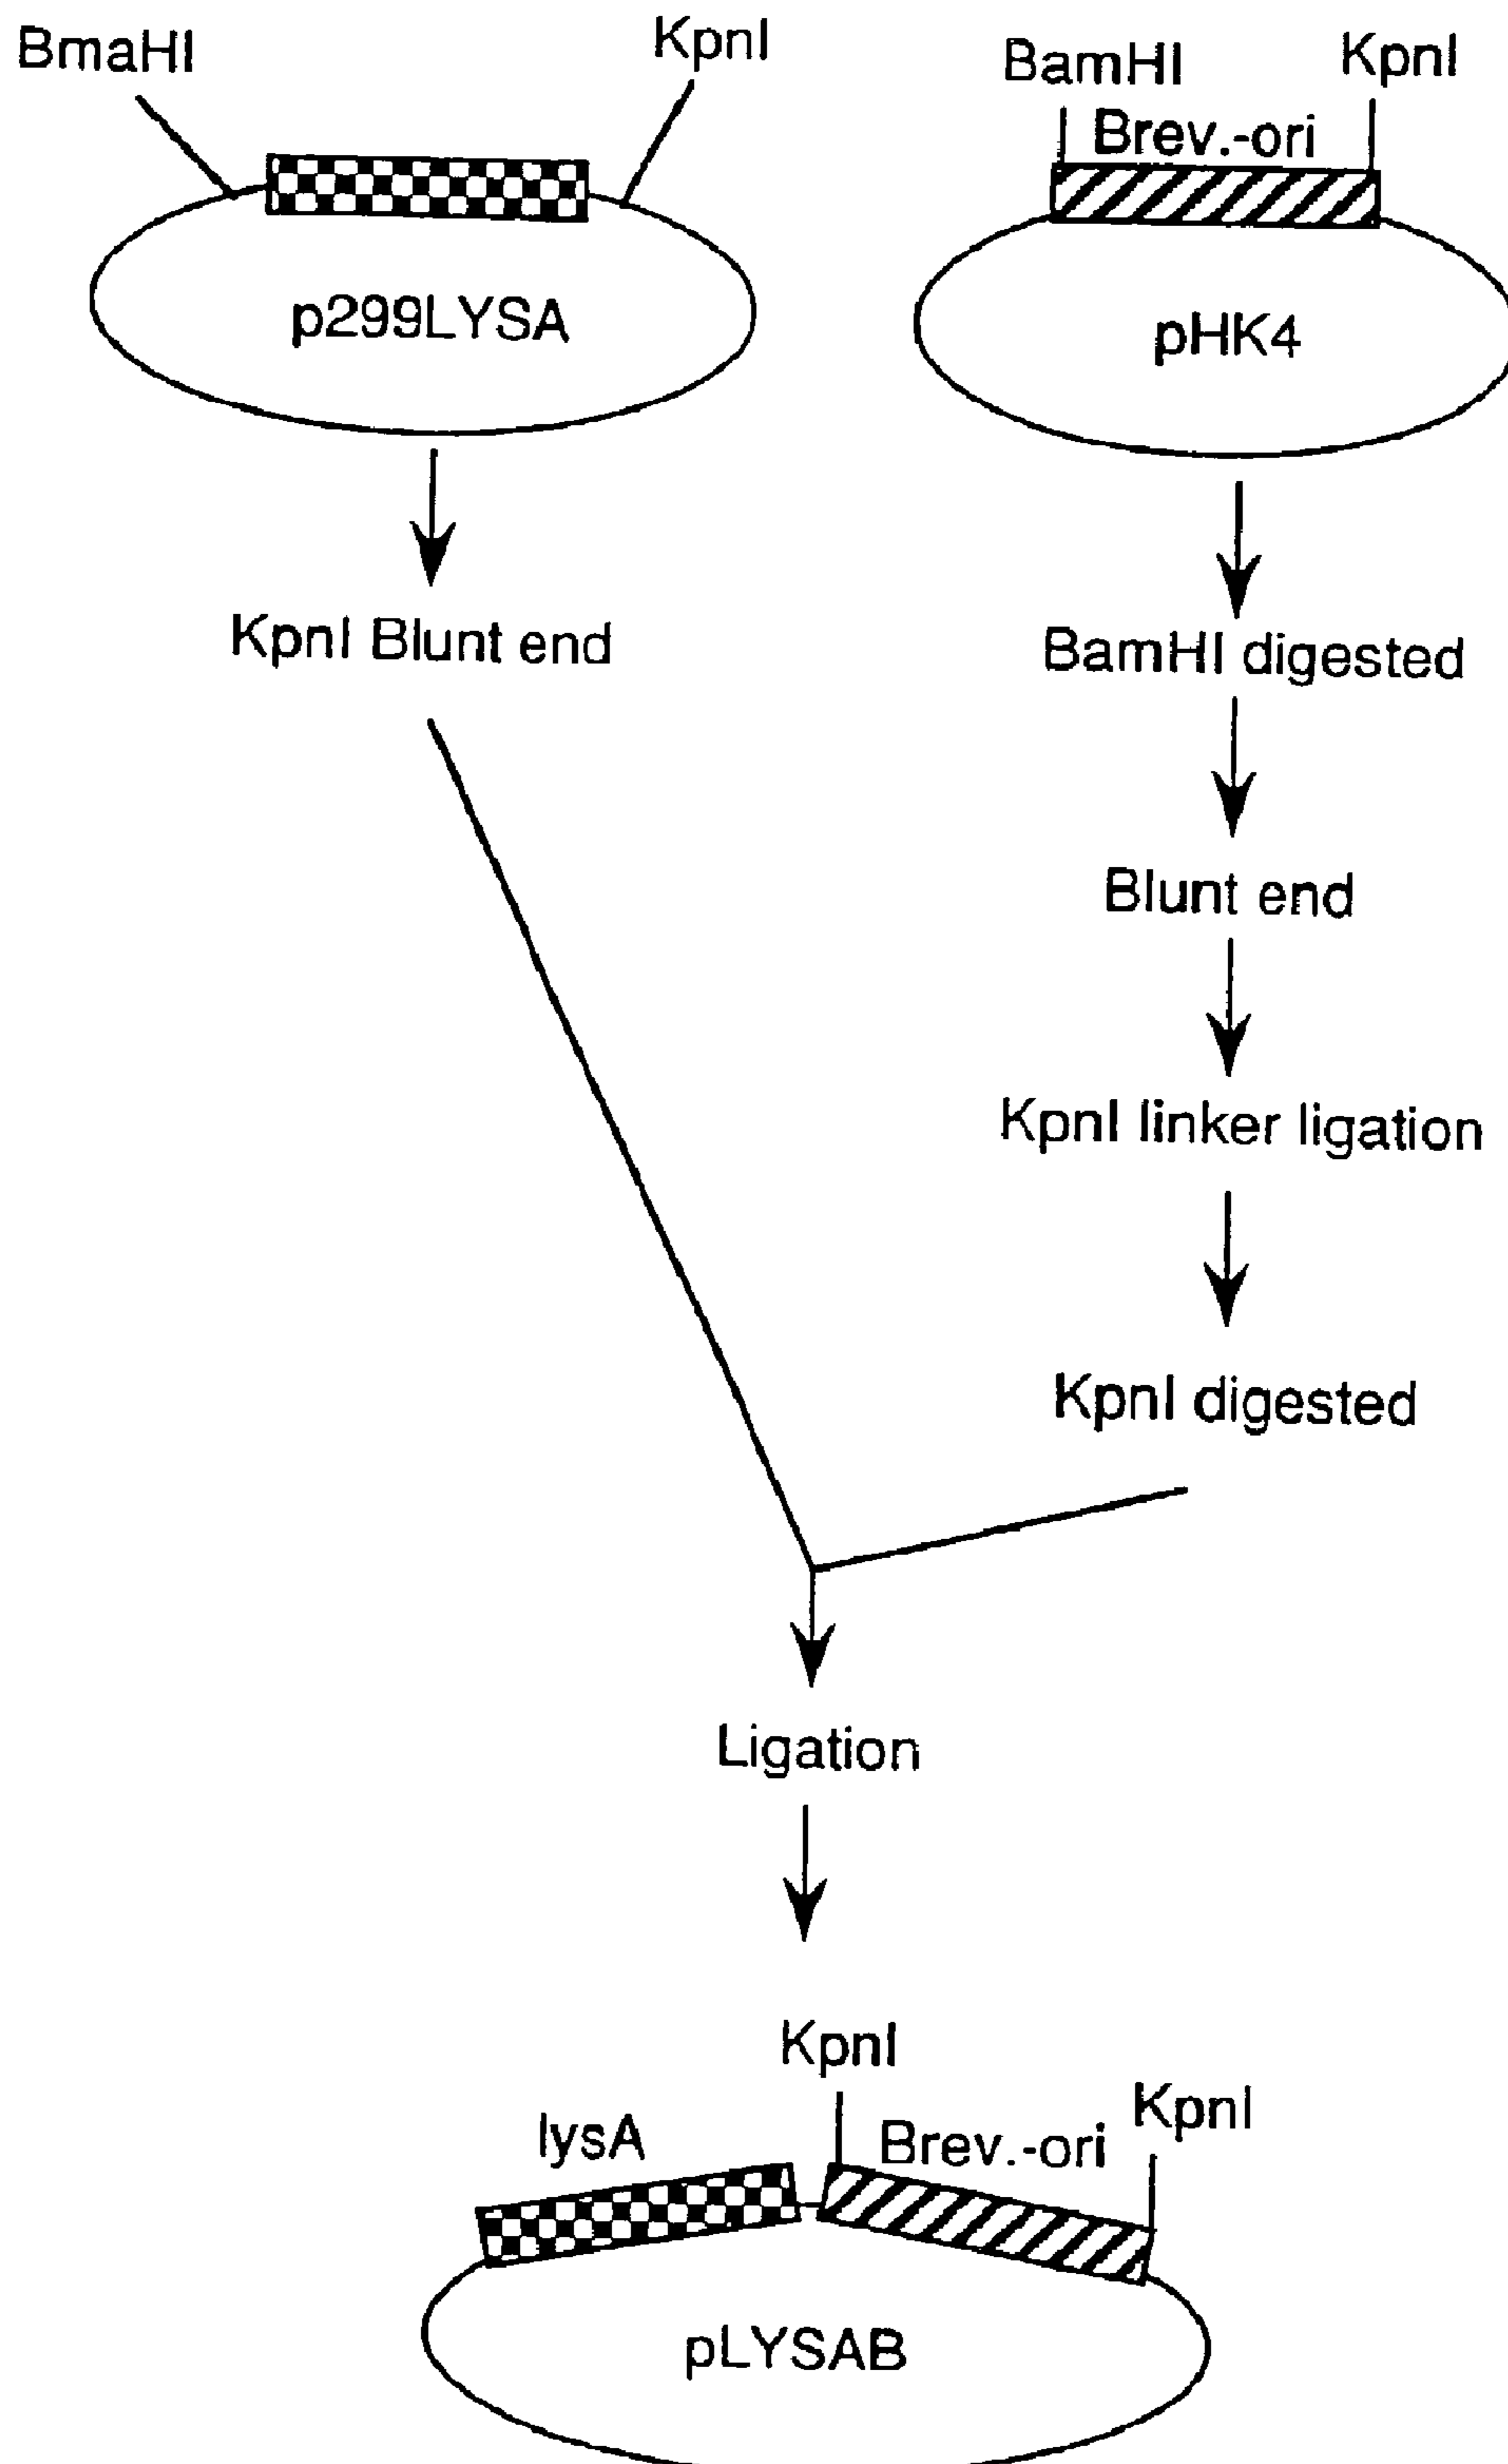 BmaHI
KpnI
BamHI
KpnI
Brev.-ori
p299LYSA
pHK4
KpnI Blunt end
BamHI digested
Blunt end
KpnI linker ligation
KpnI digested
Ligation
KpnI
KpnI
lysA
Brev.-ori
pLYSAB